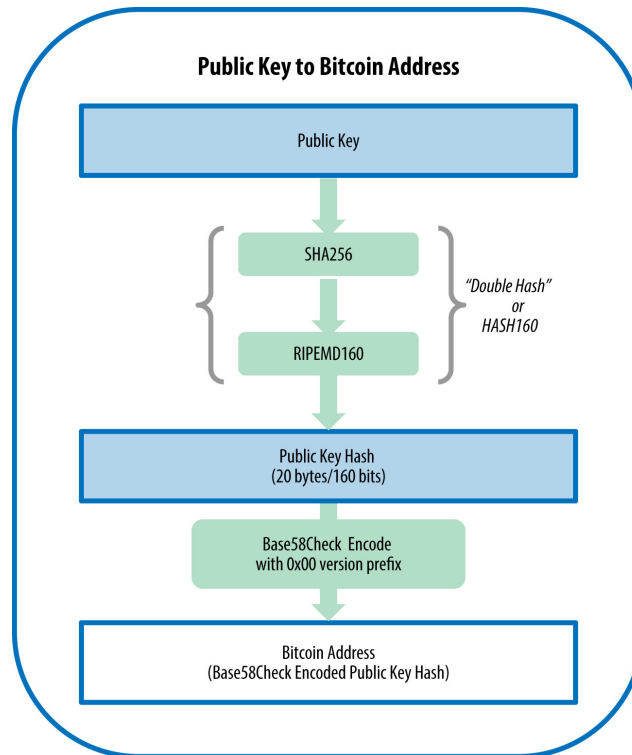 Public Key to Bitcoin Address
Public Key
SHA256
"Double Hash"
or
HASH160
RIPEMD160
Public Key Hash
(20 bytes/160 bits)
Base58Check Encode
with 0x00 version prefix
Bitcoin Address
(Base58Check Encoded Public Key Hash)